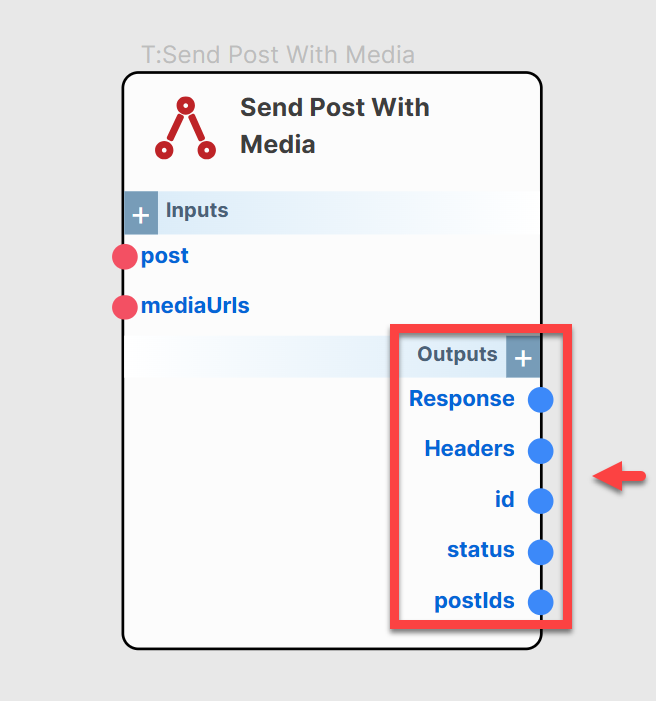 T:Send Post With Media
Send Post With
Media
+ Inputs
post
mediaUrls
Outputs +
Response
Headers
id
status
postIds